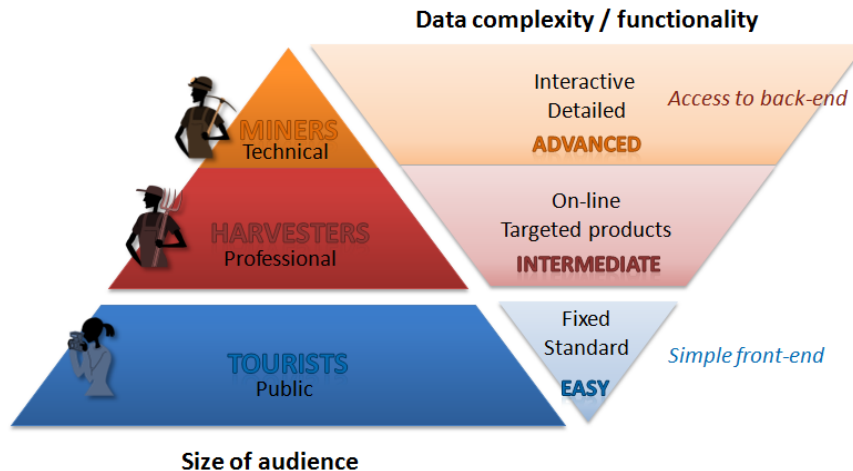 Data complexity / functionality
MINERS
Technical
Interactive
Detailed
ADVANCED
Access to back-end
HARVESTERS
Professional
On-line
Targeted products
INTERMEDIATE
TOURISTS
Public
Fixed
Standard
EASY
Simple front-end
Size of audience